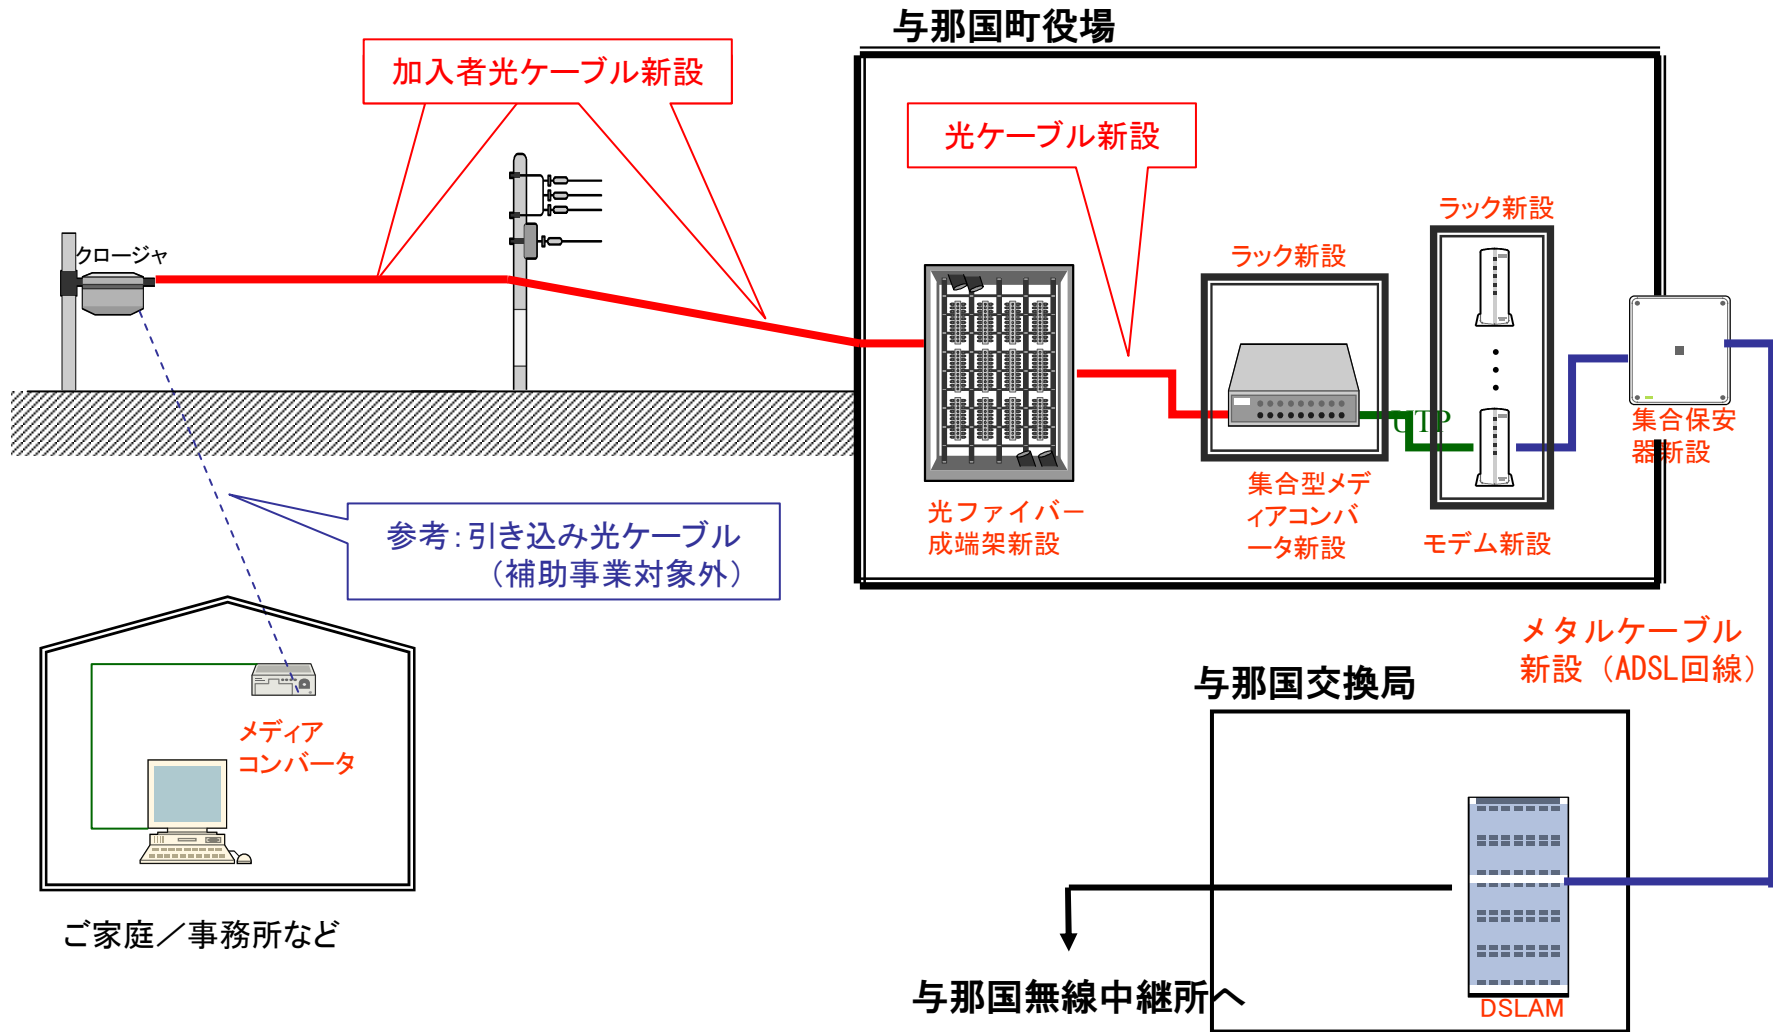 与那国町役場
加入者光ケーブル新設
光ケーブル新設
ラック新設
ラック新設
クロージャ
UTP
集合保安
器新設
集合型メデ
ィアコンバ
ータ新設
光ファイバー
成端架新設
モデム新設
参考：引き込み光ケーブル
（補助事業対象外）
メタルケーブル
新設（ADSL回線）
与那国交換局
メディア
コンバータ
ご家庭／事務所など
与那国無線中継所へ
DSLAM